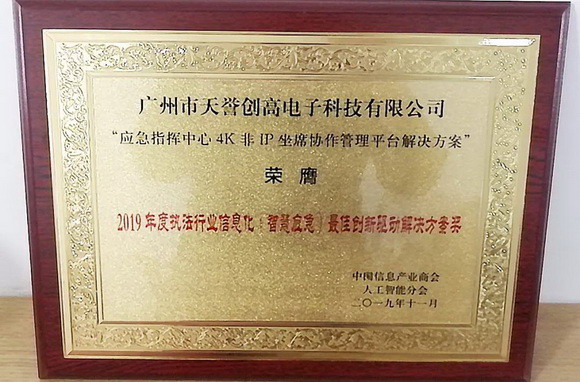 广州市天誉创高电子科技有限公司
“应急指挥中心 4K 非 IP 坐席协作管理平台解决方案”
荣膺
2019 年度执法行业信息化（智慧应急）最佳创新驱动解决方案奖
中国信息产业商会
人工智能分会
二〇一九年十一月